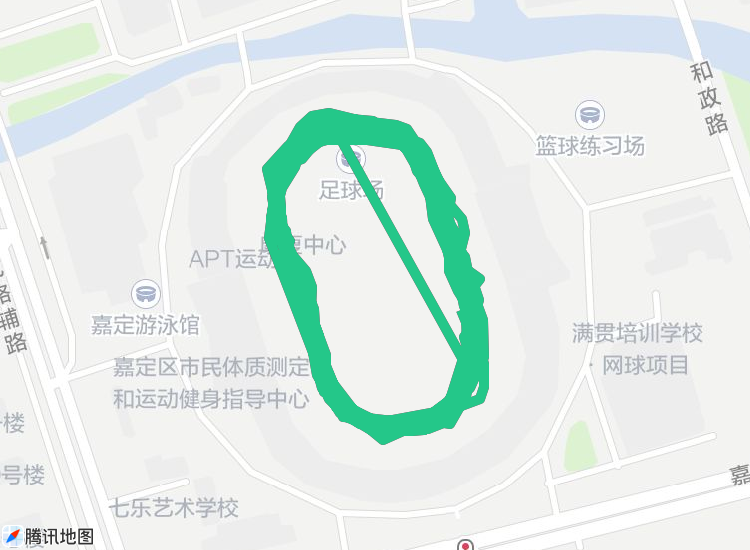 和政路
篮球练习场
足球场
APT运动康复中心
嘉定游泳馆
路辅路
满贯培训学校
· 网球项目
嘉定区市民体质测定
和运动健身指导中心
楼
号楼
七乐艺术学校
嘉
腾讯地图